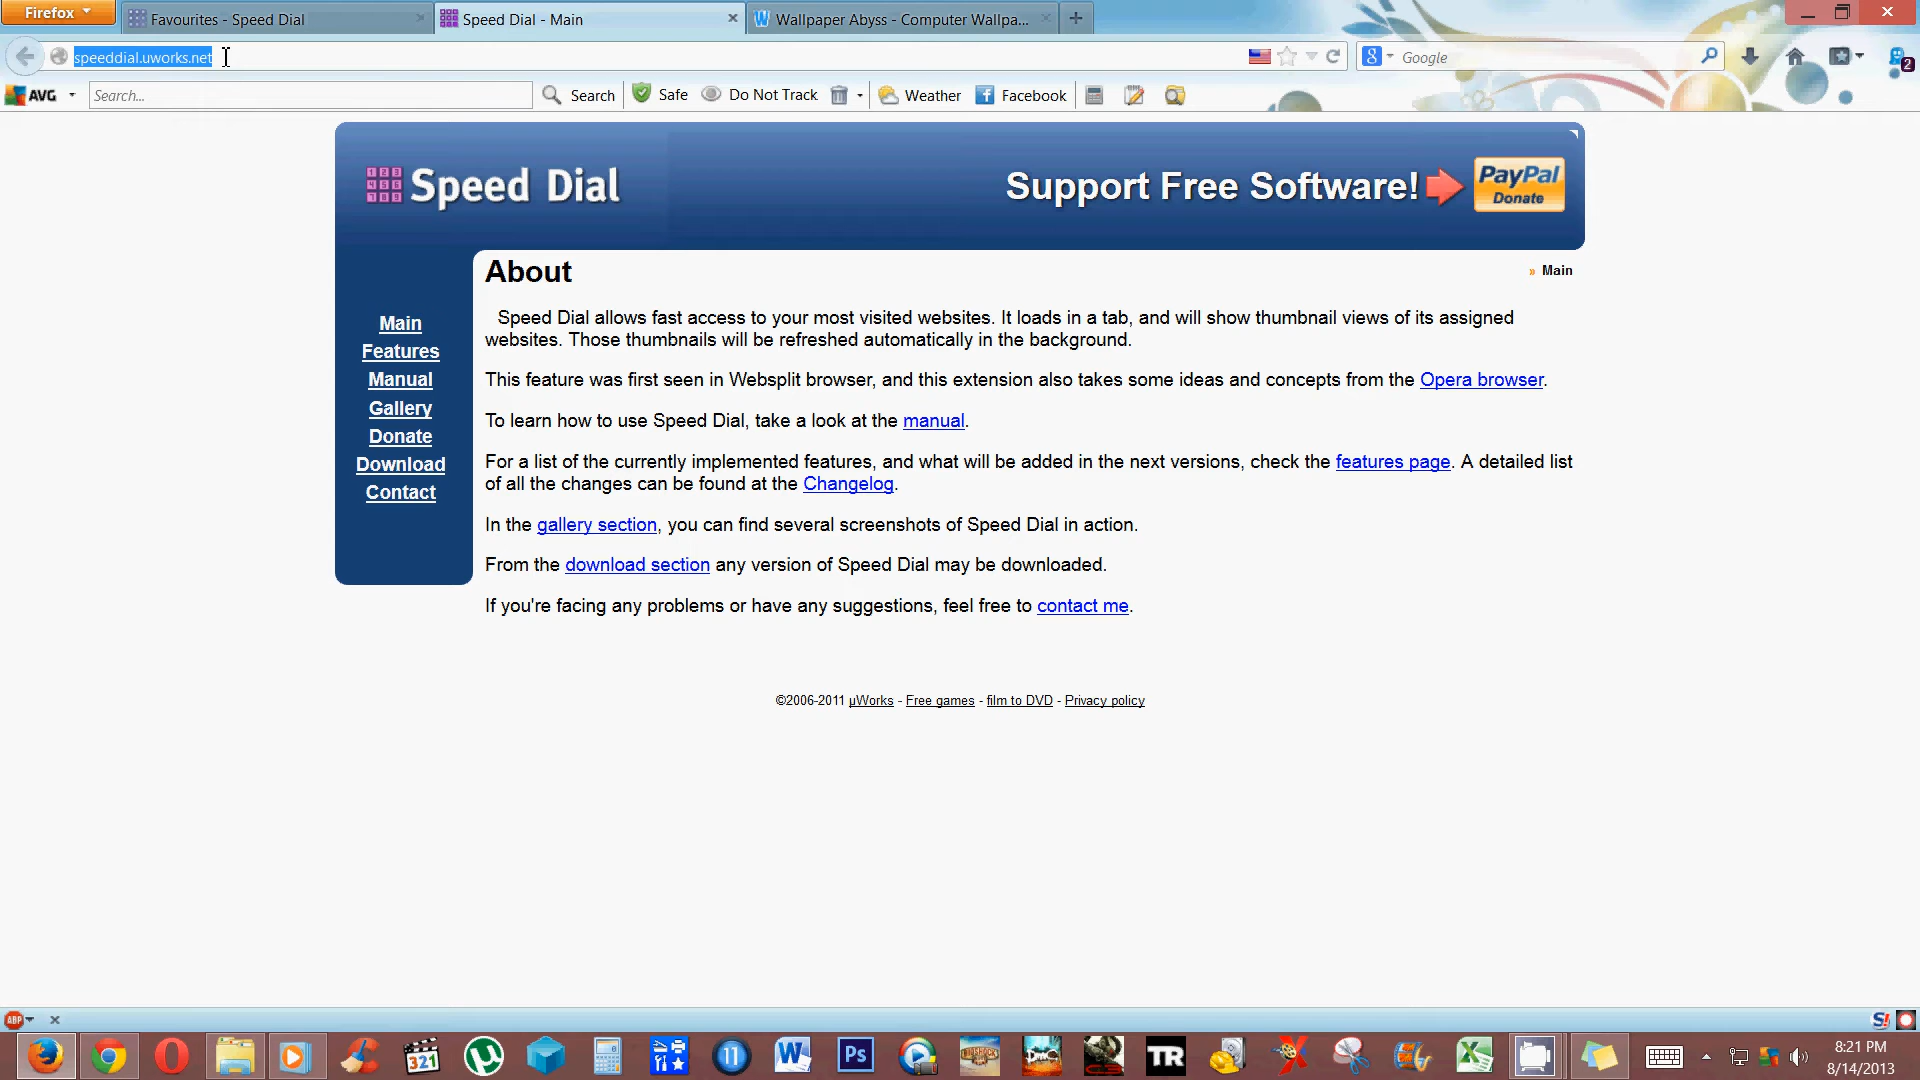 Firefox
Favourites - Speed Dial
Speed Dial - Main
Wallpaper Abyss - Computer Wallpa...
speeddial.uworks.net
Google
2
AVG
Search...
Search
Safe
Do Not Track
Weather
Facebook
Speed Dial
Support Free Software!
PayPal
Donate
About
» Main
Main
Features
Manual
Gallery
Donate
Download
Contact
Speed Dial allows fast access to your most visited websites. It loads in a tab, and will show thumbnail views of its assigned
websites. Those thumbnails will be refreshed automatically in the background.
This feature was first seen in Websplit browser, and this extension also takes some ideas and concepts from the Opera browser.
To learn how to use Speed Dial, take a look at the manual.
For a list of the currently implemented features, and what will be added in the next versions, check the features page. A detailed list
of all the changes can be found at the Changelog.
In the gallery section, you can find several screenshots of Speed Dial in action.
From the download section any version of Speed Dial may be downloaded.
If you're facing any problems or have any suggestions, feel free to contact me.
©2006-2011 µWorks - Free games - film to DVD - Privacy policy
ABP
S!
321
11
W
Ps
DmC
TR
8:21 PM
8/14/2013